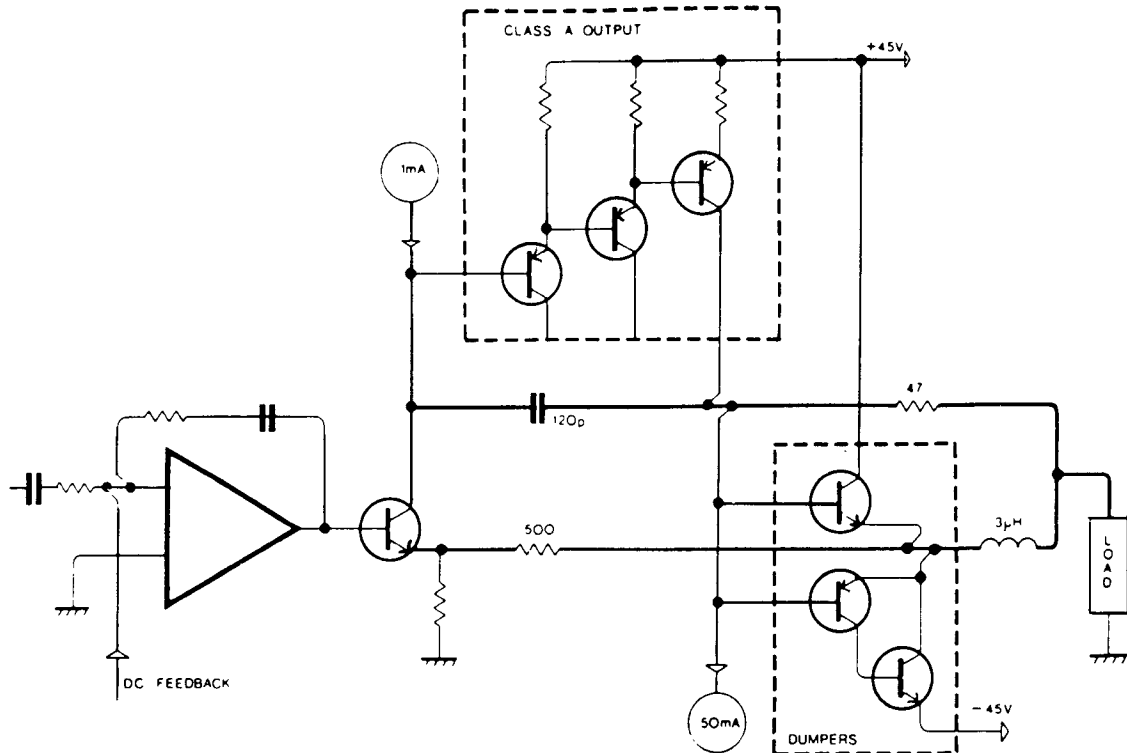 CLASS A OUTPUT
+45V
1mA
47
120p
500
3µH
LOAD
DC FEEDBACK
50mA
-45V
DUMPERS